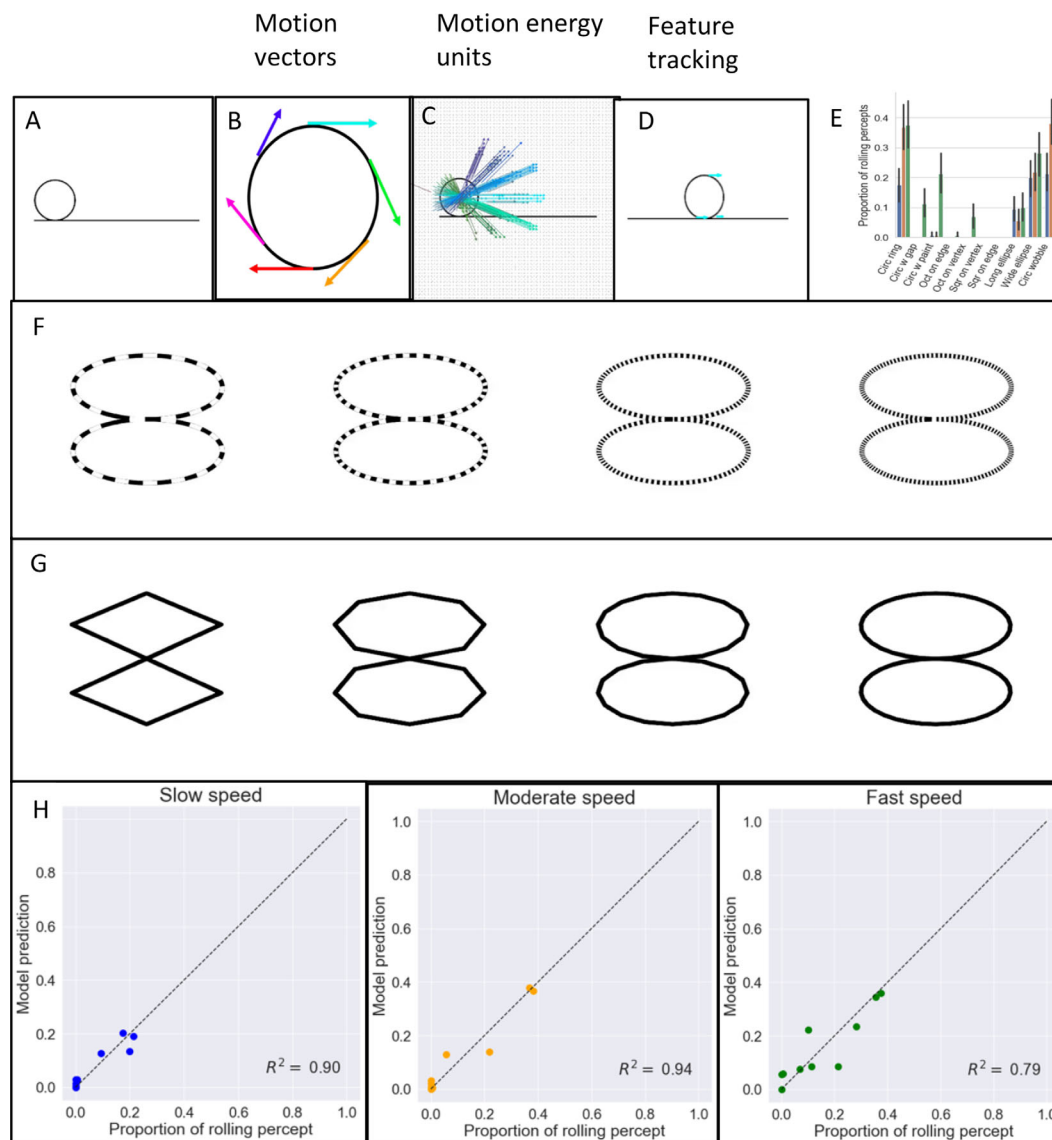 Motion
vectors
Motion energy
units
Feature
tracking
A
B
C
D
E
Proportion of rolling percepts
0.4
0.3
0.2
0.1
0.0
Circ ring
Circ w gap
Circ w paint
Oct on edge
Oct on vertex
Sqr on vertex
Sqr on edge
Long ellipse
Wide ellipse
Circ wobble
F
G
H
Slow speed
Model prediction
0.8
0.6
0.4
0.2
0.0
0.0 0.2 0.4 0.6 0.8 1.0
Proportion of rolling percept
R² = 0.90
Moderate speed
Model prediction
1.0
0.8
0.6
0.4
0.2
0.0
0.0 0.2 0.4 0.6 0.8 1.0
Proportion of rolling percept
R² = 0.94
Fast speed
Model prediction
1.0
0.8
0.6
0.4
0.2
0.0
0.0 0.2 0.4 0.6 0.8 1.0
Proportion of rolling percept
R² = 0.79